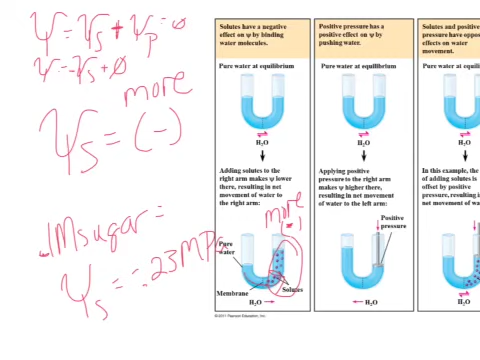 Ψ = Ψs + Ψp = 0
Ψ = -Ψs + 0
more
Ψs = (-)
.1M sugar =
Ψs = -.23 MPa
Solutes have a negative
effect on ψ by binding
water molecules.
Pure water at equilibrium
H₂O
Adding solutes to the
right arm makes ψ lower
there, resulting in net
movement of water to
the right arm:
more
Pure
water
Membrane
Solutes
H₂O
Positive pressure has a
positive effect on ψ by
pushing water.
Pure water at equilibrium
H₂O
Applying positive
pressure to the right arm
makes ψ higher there,
resulting in net movement
of water to the left arm:
Positive
pressure
H₂O
Solutes and positive
pressure have oppos
effects on water
movement.
Pure water at equilib
H₂O
In this example, the
of adding solutes is
offset by positive
pressure, resulting i
net movement of wa
H₂O
© 2011 Pearson Education, Inc.